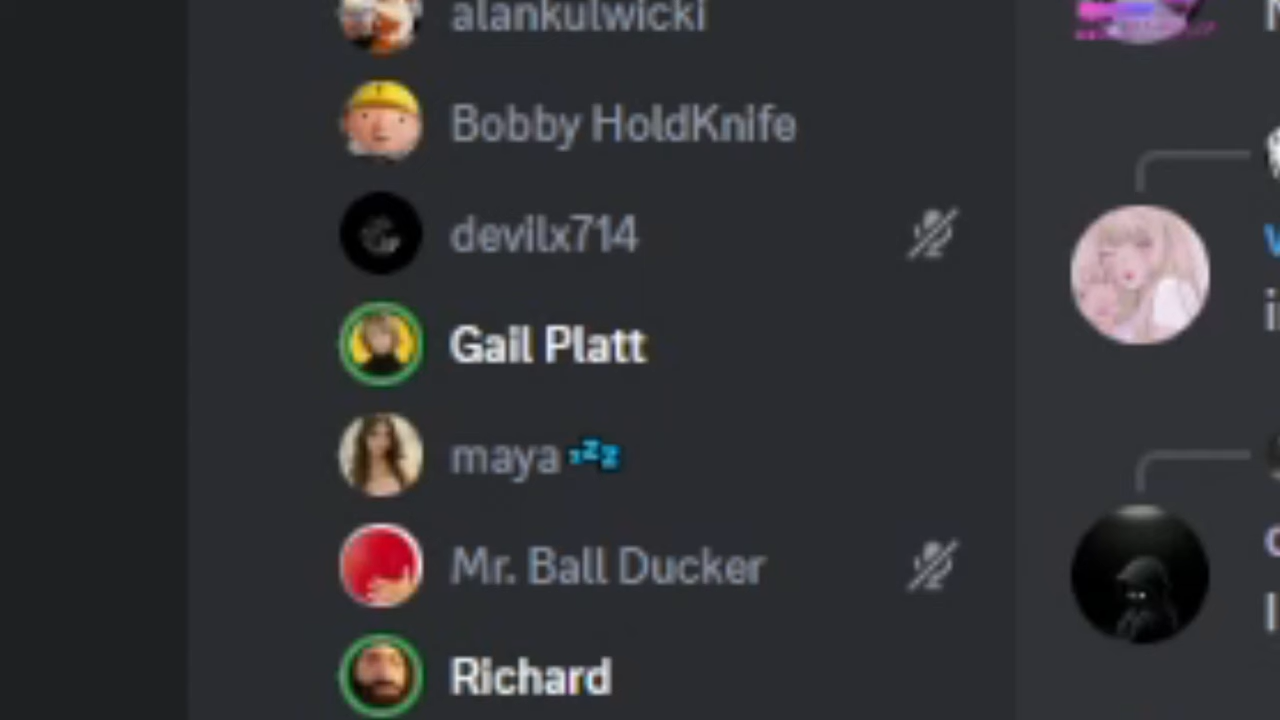 alankulwicki
Bobby HoldKnife
devilx714
Gail Platt
maya 💤
Mr. Ball Ducker
Richard